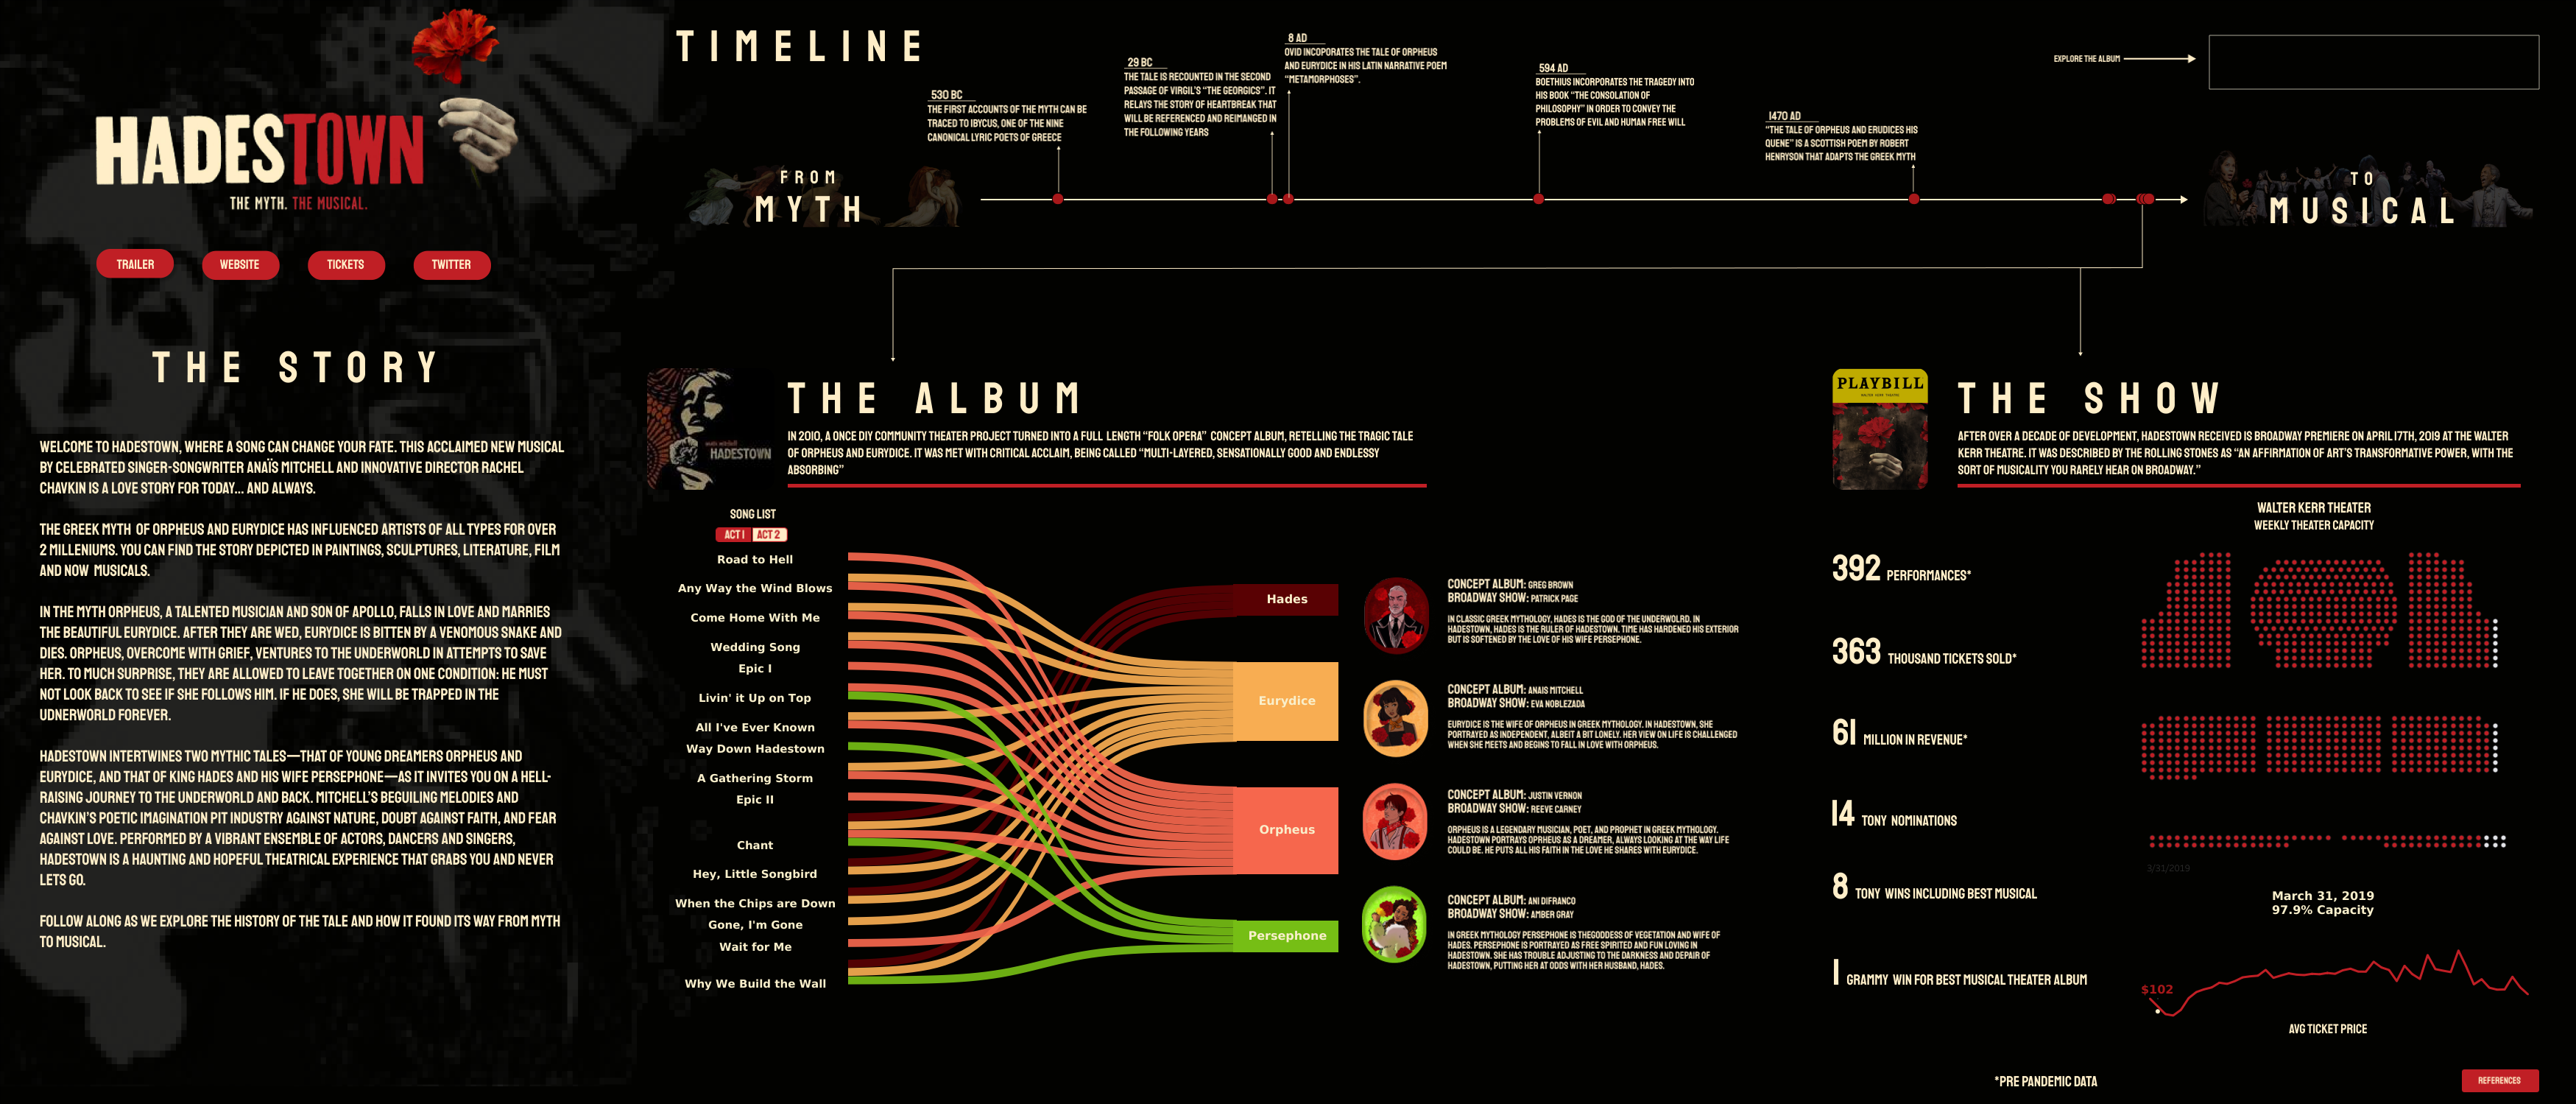 HADESTOWN
THE MYTH. THE MUSICAL.
TRAILER
WEBSITE
TICKETS
TWITTER
THE STORY
WELCOME TO HADESTOWN, WHERE A SONG CAN CHANGE YOUR FATE. THIS ACCLAIMED NEW MUSICAL
BY CELEBRATED SINGER-SONGWRITER ANAÏS MITCHELL AND INNOVATIVE DIRECTOR RACHEL
CHAVKIN IS A LOVE STORY FOR TODAY... AND ALWAYS.
THE GREEK MYTH OF ORPHEUS AND EURYDICE HAS INFLUENCED ARTISTS OF ALL TYPES FOR OVER
2 MILLENIUMS. YOU CAN FIND THE STORY DEPICTED IN PAINTINGS, SCULPTURES, LITERATURE, FILM
AND NOW MUSICALS.
IN THE MYTH ORPHEUS, A TALENTED MUSICIAN AND SON OF APOLLO, FALLS IN LOVE AND MARRIES
THE BEAUTIFUL EURYDICE. AFTER THEY ARE WED, EURYDICE IS BITTEN BY A VENOMOUS SNAKE AND
DIES. ORPHEUS, OVERCOME WITH GRIEF, VENTURES TO THE UNDERWORLD IN ATTEMPTS TO SAVE
HER. TO MUCH SURPRISE, THEY ARE ALLOWED TO LEAVE TOGETHER ON ONE CONDITION: HE MUST
NOT LOOK BACK TO SEE IF SHE FOLLOWS HIM. IF HE DOES, SHE WILL BE TRAPPED IN THE
UDNERWORLD FOREVER.
HADESTOWN INTERTWINES TWO MYTHIC TALES—THAT OF YOUNG DREAMERS ORPHEUS AND
EURYDICE, AND THAT OF KING HADES AND HIS WIFE PERSEPHONE—AS IT INVITES YOU ON A HELL-
RAISING JOURNEY TO THE UNDERWORLD AND BACK. MITCHELL'S BEGUILING MELODIES AND
CHAVKIN'S POETIC IMAGINATION PIT INDUSTRY AGAINST NATURE, DOUBT AGAINST FAITH, AND FEAR
AGAINST LOVE. PERFORMED BY A VIBRANT ENSEMBLE OF ACTORS, DANCERS AND SINGERS,
HADESTOWN IS A HAUNTING AND HOPEFUL THEATRICAL EXPERIENCE THAT GRABS YOU AND NEVER
LETS GO.
FOLLOW ALONG AS WE EXPLORE THE HISTORY OF THE TALE AND HOW IT FOUND ITS WAY FROM MYTH
TO MUSICAL.
TIMELINE
FROM
MYTH
530 BC
THE FIRST ACCOUNTS OF THE MYTH CAN BE
TRACED TO IBYCUS, ONE OF THE NINE
CANONICAL LYRIC POETS OF GREECE
29 BC
THE TALE IS RECOUNTED IN THE SECOND
PASSAGE OF VIRGIL'S "THE GEORGICS". IT
RELAYS THE STORY OF HEARTBREAK THAT
WILL BE REFERENCED AND REIMANGED IN
THE FOLLOWING YEARS
8 AD
OVID INCOPORATES THE TALE OF ORPHEUS
AND EURYDICE IN HIS LATIN NARRATIVE POEM
"METAMORPHOSES".
594 AD
BOETHIUS INCORPORATES THE TRAGEDY INTO
HIS BOOK "THE CONSOLATION OF
PHILOSOPHY" IN ORDER TO CONVEY THE
PROBLEMS OF EVIL AND HUMAN FREE WILL
1470 AD
"THE TALE OF ORPHEUS AND ERUDICES HIS
QUENE" IS A SCOTTISH POEM BY ROBERT
HENRYSON THAT ADAPTS THE GREEK MYTH
EXPLORE THE ALBUM
TO
MUSICAL
anaïs mitchell
HADESTOWN
THE ALBUM
IN 2010, A ONCE DIY COMMUNITY THEATER PROJECT TURNED INTO A FULL LENGTH "FOLK OPERA" CONCEPT ALBUM, RETELLING THE TRAGIC TALE
OF ORPHEUS AND EURYDICE. IT WAS MET WITH CRITICAL ACCLAIM, BEING CALLED "MULTI-LAYERED, SENSATIONALLY GOOD AND ENDLESSY
ABSORBING"
SONG LIST
ACT 1 ACT 2
Road to Hell
Any Way the Wind Blows
Come Home With Me
Wedding Song
Epic I
Livin' it Up on Top
All I've Ever Known
Way Down Hadestown
A Gathering Storm
Epic II
Chant
Hey, Little Songbird
When the Chips are Down
Gone, I'm Gone
Wait for Me
Why We Build the Wall
Hades
Eurydice
Orpheus
Persephone
CONCEPT ALBUM: GREG BROWN
BROADWAY SHOW: PATRICK PAGE
IN CLASSIC GREEK MYTHOLOGY, HADES IS THE GOD OF THE UNDERWOLRD. IN
HADESTOWN, HADES IS THE RULER OF HADESTOWN. TIME HAS HARDENED HIS EXTERIOR
BUT IS SOFTENED BY THE LOVE OF HIS WIFE PERSEPHONE.
CONCEPT ALBUM: ANAIS MITCHELL
BROADWAY SHOW: EVA NOBLEZADA
EURYDICE IS THE WIFE OF ORPHEUS IN GREEK MYTHOLOGY. IN HADESTOWN, SHE
PORTRAYED AS INDEPENDENT, ALBEIT A BIT LONELY. HER VIEW ON LIFE IS CHALLENGED
WHEN SHE MEETS AND BEGINS TO FALL IN LOVE WITH ORPHEUS.
CONCEPT ALBUM: JUSTIN VERNON
BROADWAY SHOW: REEVE CARNEY
ORPHEUS IS A LEGENDARY MUSICIAN, POET, AND PROPHET IN GREEK MYTHOLOGY.
HADESTOWN PORTRAYS OPRHEUS AS A DREAMER, ALWAYS LOOKING AT THE WAY LIFE
COULD BE. HE PUTS ALL HIS FAITH IN THE LOVE HE SHARES WITH EURYDICE.
CONCEPT ALBUM: ANI DIFRANCO
BROADWAY SHOW: AMBER GRAY
IN GREEK MYTHOLOGY PERSEPHONE IS THEGODDESS OF VEGETATION AND WIFE OF
HADES. PERSEPHONE IS PORTRAYED AS FREE SPIRITED AND FUN LOVING IN
HADESTOWN. SHE HAS TROUBLE ADJUSTING TO THE DARKNESS AND DEPAIR OF
HADESTOWN, PUTTING HER AT ODDS WITH HER HUSBAND, HADES.
PLAYBILL
WALTER KERR THEATRE
THE SHOW
AFTER OVER A DECADE OF DEVELOPMENT, HADESTOWN RECEIVED IS BROADWAY PREMIERE ON APRIL 17TH, 2019 AT THE WALTER
KERR THEATRE. IT WAS DESCRIBED BY THE ROLLING STONES AS "AN AFFIRMATION OF ART'S TRANSFORMATIVE POWER, WITH THE
SORT OF MUSICALITY YOU RARELY HEAR ON BROADWAY."
392 PERFORMANCES*
363 THOUSAND TICKETS SOLD*
61 MILLION IN REVENUE*
14 TONY NOMINATIONS
8 TONY WINS INCLUDING BEST MUSICAL
1 GRAMMY WIN FOR BEST MUSICAL THEATER ALBUM
WALTER KERR THEATER
WEEKLY THEATER CAPACITY
3/31/2019
March 31, 2019
97.9% Capacity
$102
AVG TICKET PRICE
*PRE PANDEMIC DATA
REFERENCES